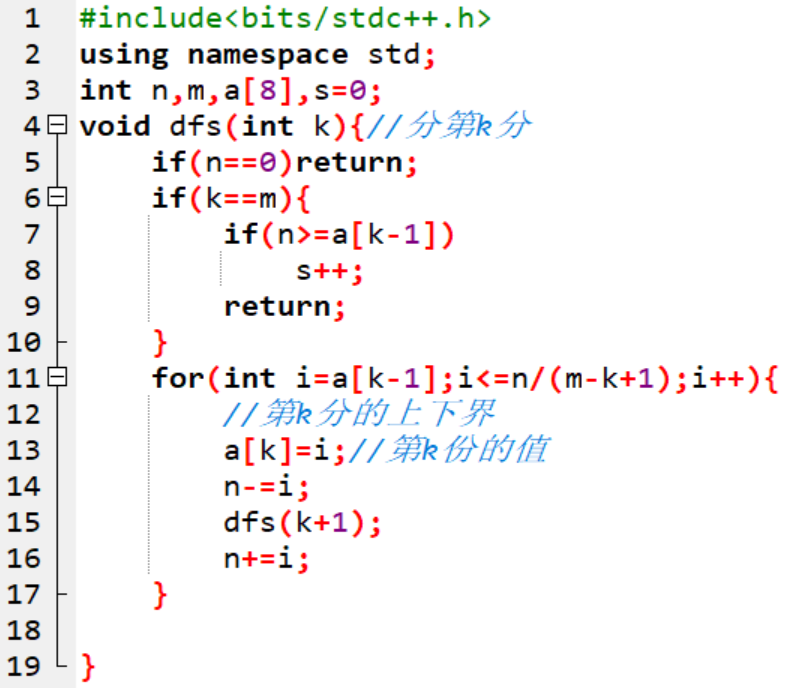 1 #include<bits/stdc++.h>
2 using namespace std;
3 int n,m,a[8],s=0;
4 void dfs(int k){//分第k分
5     if(n==0)return;
6     if(k==m){
7         if(n>=a[k-1])
8             s++;
9         return;
10     }
11     for(int i=a[k-1];i<=n/(m-k+1);i++){
12         //第k分的上下界
13         a[k]=i;//第k份的值
14         n-=i;
15         dfs(k+1);
16         n+=i;
17     }
18
19 }